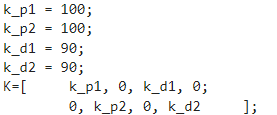 k_p1 = 100;
k_p2 = 100;
k_d1 = 90;
k_d2 = 90;
K=[     k_p1, 0, k_d1, 0;
        0, k_p2, 0, k_d2     ];